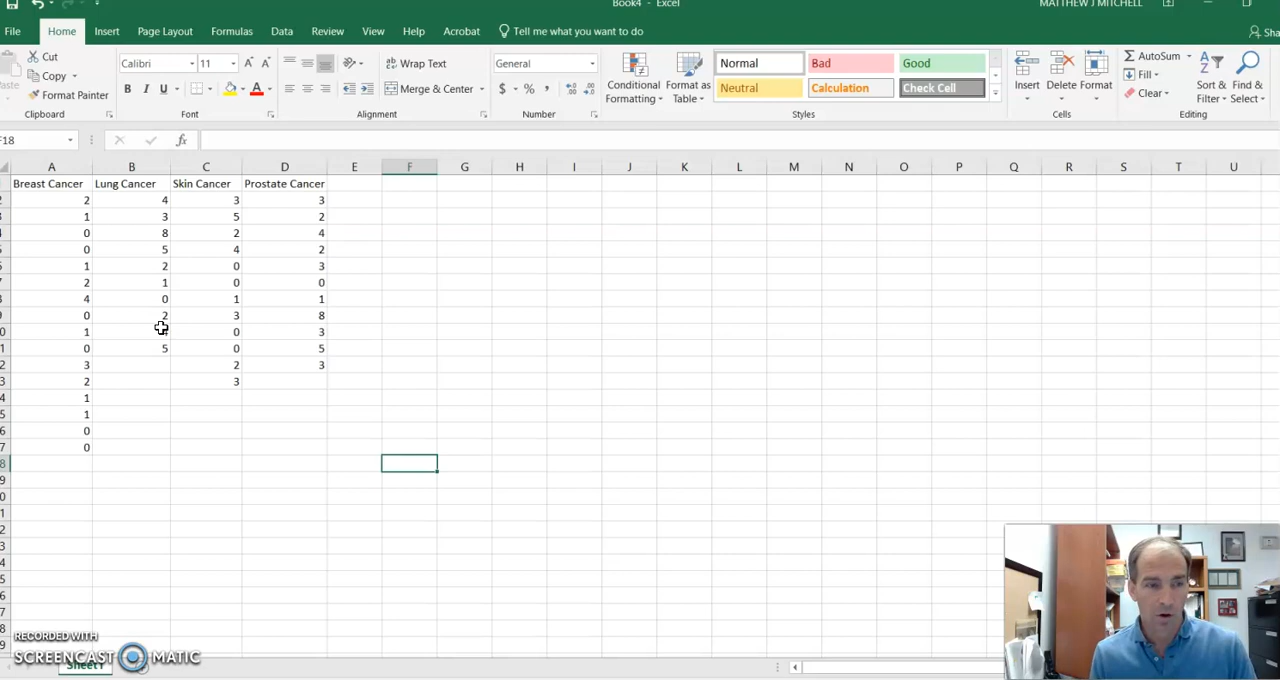 Book4 - Excel
MATTHEW J MITCHELL
File Home Insert Page Layout Formulas Data Review View Help Acrobat Tell me what you want to do
Cut
Copy
Format Painter
Clipboard
Calibri 11
B I U
Font
Wrap Text
Merge & Center
Alignment
General
$ % ,
Number
Conditional Formatting
Format as Table
Normal Bad Good
Neutral Calculation Check Cell
Styles
Insert Delete Format
Cells
AutoSum
Fill
Clear
Sort & Filter
Find & Select
Editing
F18 fx
A B C D E F G H I J K L M N O P Q R S T U
Breast Cancer Lung Cancer Skin Cancer Prostate Cancer
2 4 3 3
1 3 5 2
0 8 2 4
0 5 4 2
1 2 0 3
2 1 0 0
4 0 1 1
0 2 3 8
1 0 3
0 5 0 5
3 2 3
2 3
1
1
0
0
RECORDED WITH
SCREENCAST MATIC
Sheet1